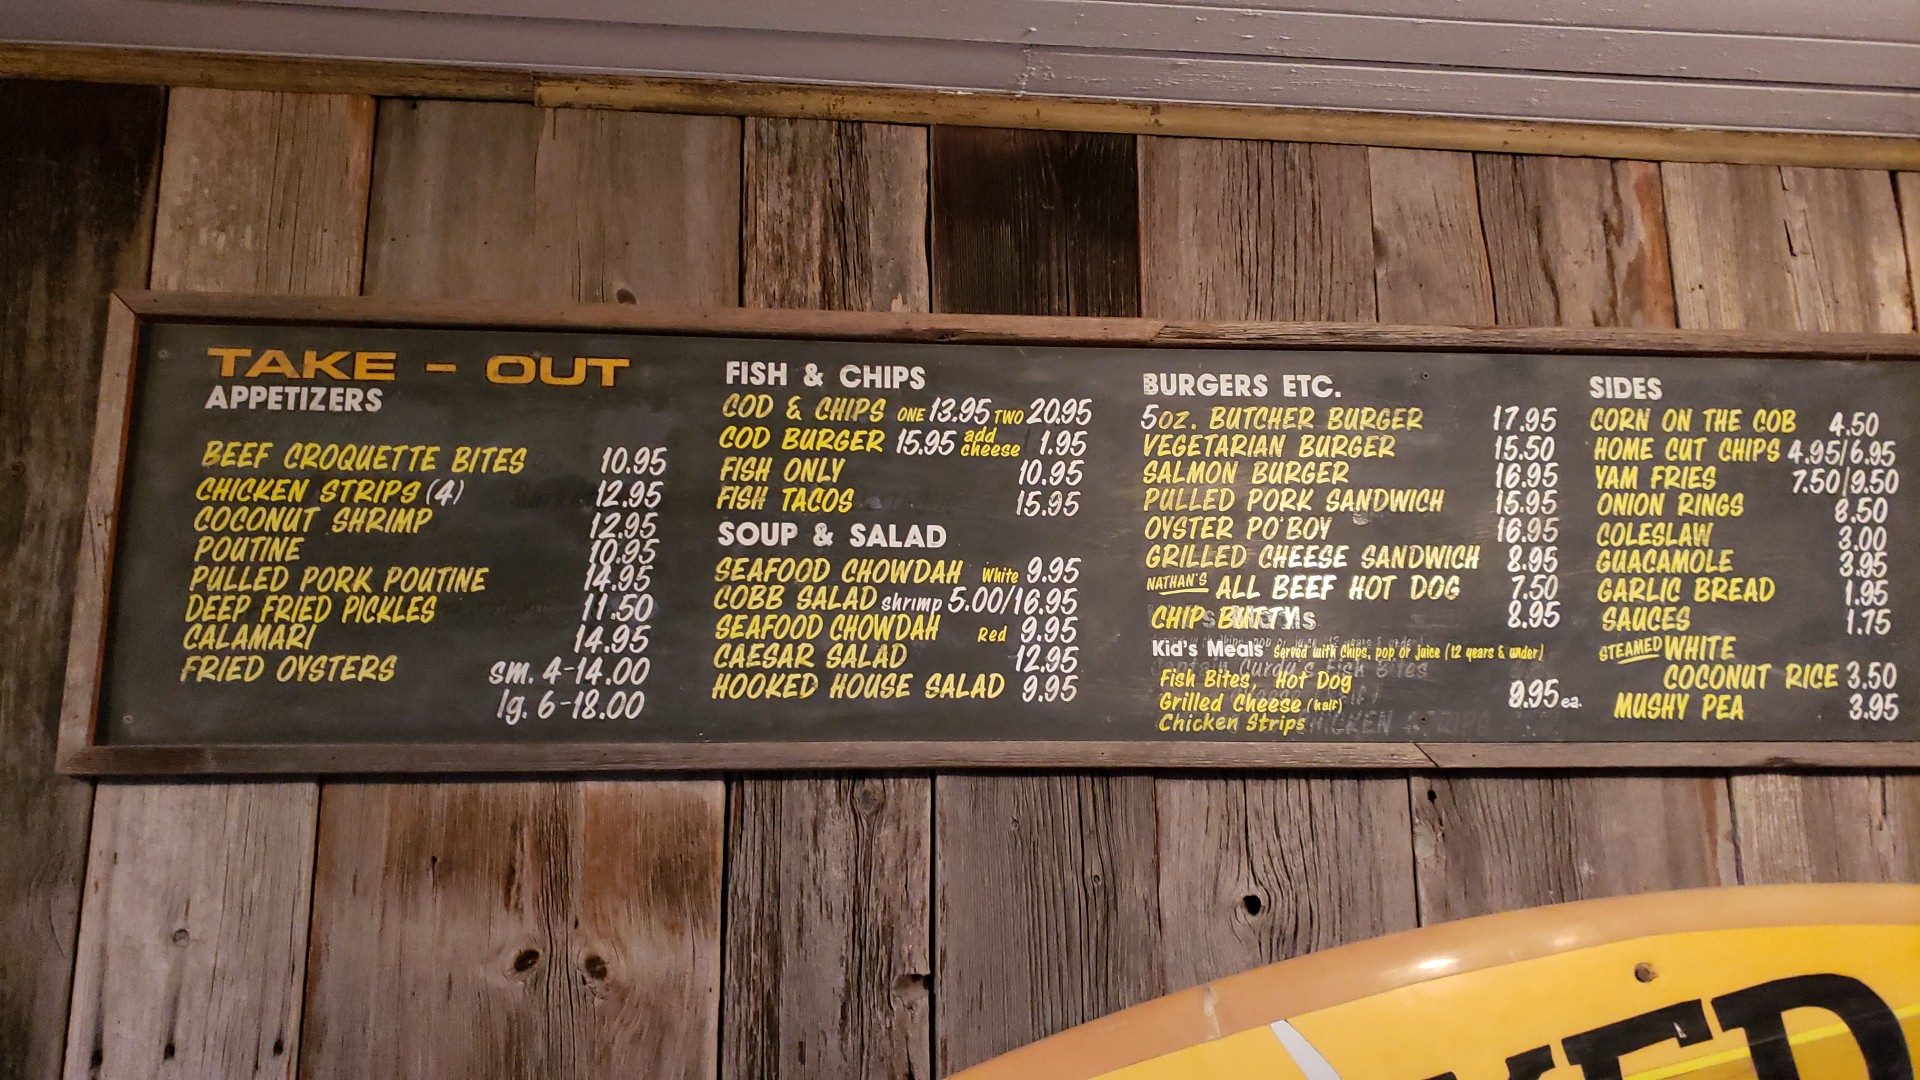 TAKE - OUT
APPETIZERS
BEEF CROQUETTE BITES 10.95
CHICKEN STRIPS (4) 12.95
COCONUT SHRIMP 12.95
POUTINE 10.95
PULLED PORK POUTINE 14.95
DEEP FRIED PICKLES 11.50
CALAMARI 14.95
FRIED OYSTERS sm. 4-14.00
lg. 6-18.00
FISH & CHIPS
COD & CHIPS ONE 13.95 TWO 20.95
COD BURGER 15.95 add cheese 1.95
FISH ONLY 10.95
FISH TACOS 15.95
SOUP & SALAD
SEAFOOD CHOWDAH White 9.95
COBB SALAD shrimp 5.00/16.95
SEAFOOD CHOWDAH Red 9.95
CAESAR SALAD 12.95
HOOKED HOUSE SALAD 9.95
BURGERS ETC.
5oz. BUTCHER BURGER 17.95
VEGETARIAN BURGER 15.50
SALMON BURGER 16.95
PULLED PORK SANDWICH 15.95
OYSTER PO'BOY 16.95
GRILLED CHEESE SANDWICH 8.95
NATHAN'S ALL BEEF HOT DOG 7.50
CHIP BUTTY 8.95
Kid's Meals Served with Chips, pop or juice (12 years & under)
Fish Bites, Hot Dog
Grilled Cheese (half) 9.95 ea.
Chicken Strips
SIDES
CORN ON THE COB 4.50
HOME CUT CHIPS 4.95/6.95
YAM FRIES 7.50/9.50
ONION RINGS 8.50
COLESLAW 3.00
GUACAMOLE 3.95
GARLIC BREAD 1.95
SAUCES 1.75
STEAMED WHITE
COCONUT RICE 3.50
MUSHY PEA 3.95
KED